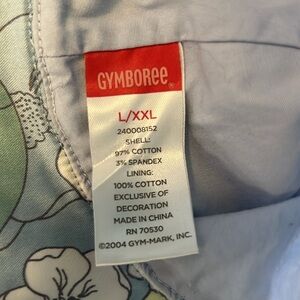 GYMBOREE
L/XXL
240008152
SHELL:
97% COTTON
3% SPANDEX
LINING:
100% COTTON
EXCLUSIVE OF
DECORATION
MADE IN CHINA
RN 70530
©2004 GYM-MARK, INC.